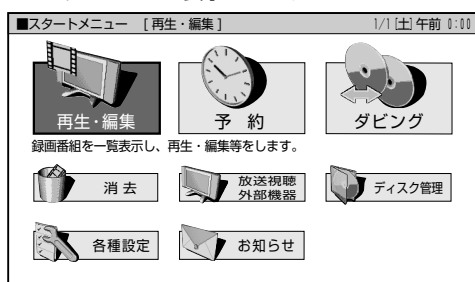 ■スタートメニュー [再生・編集] 1/1[土]午前 0:00
再生・編集 予 約 ダビング
録画番組を一覧表示し、再生・編集等をします。
消 去 放送視聴 外部機器 ディスク管理
各種設定 お知らせ